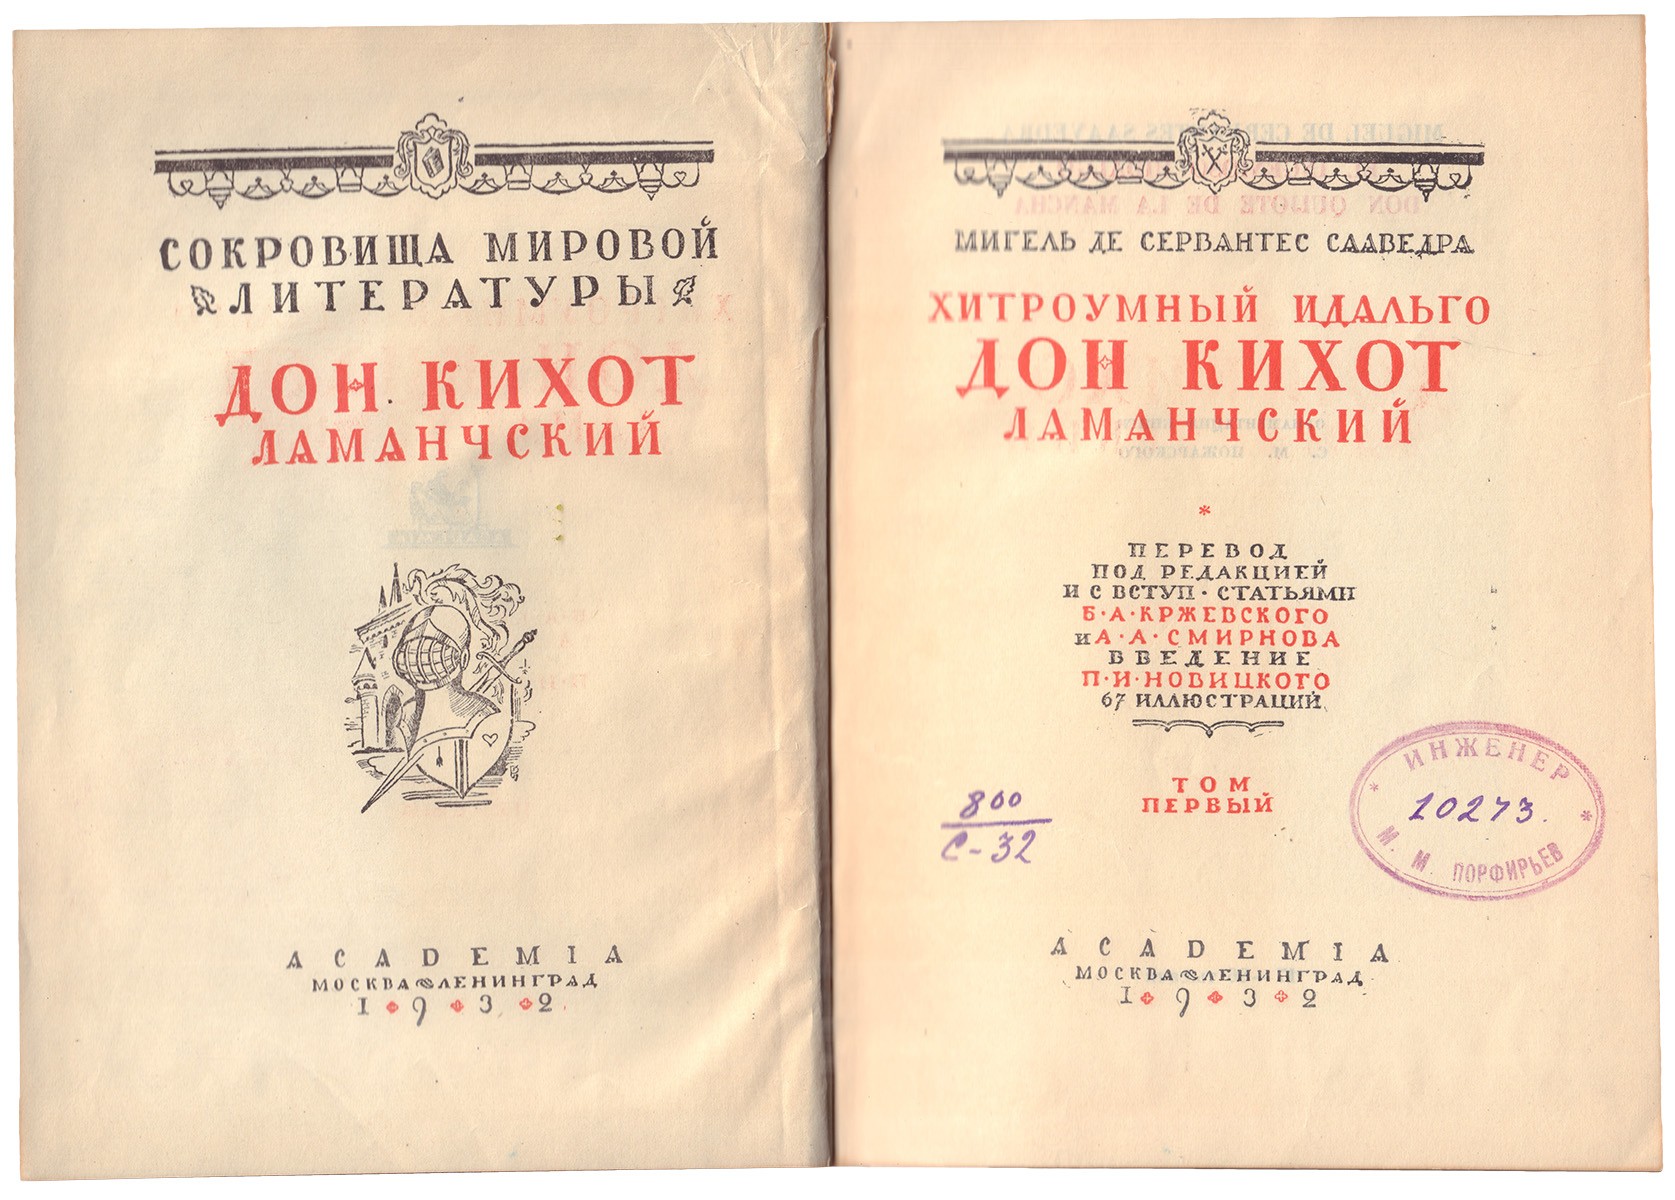 СОКРОВИЩА МИРОВОЙ
ЛИТЕРАТУРЫ
ДОН КИХОТ
ЛАМАНЧСКИЙ
ACADEMIA
МОСКВА ЛЕНИНГРАД
1932
МИГЕЛЬ ДЕ СЕРВАНТЕС СААВЕДРА
ХИТРОУМНЫЙ ИДАЛЬГО
ДОН КИХОТ
ЛАМАНЧСКИЙ
*
ПЕРЕВОД
ПОД РЕДАКЦИЕЙ
И С ВСТУП · СТАТЬЯМИ
Б · А · КРЖЕВСКОГО
и А · А · СМИРНОВА
ВВЕДЕНИЕ
П · И · НОВИЦКОГО
67 ИЛЛЮСТРАЦИЙ
ТОМ
ПЕРВЫЙ
800
С-32
* ИНЖЕНЕР *
10273.
М. М. ПОРФИРЬЕВ
ACADEMIA
МОСКВА ЛЕНИНГРАД
1932